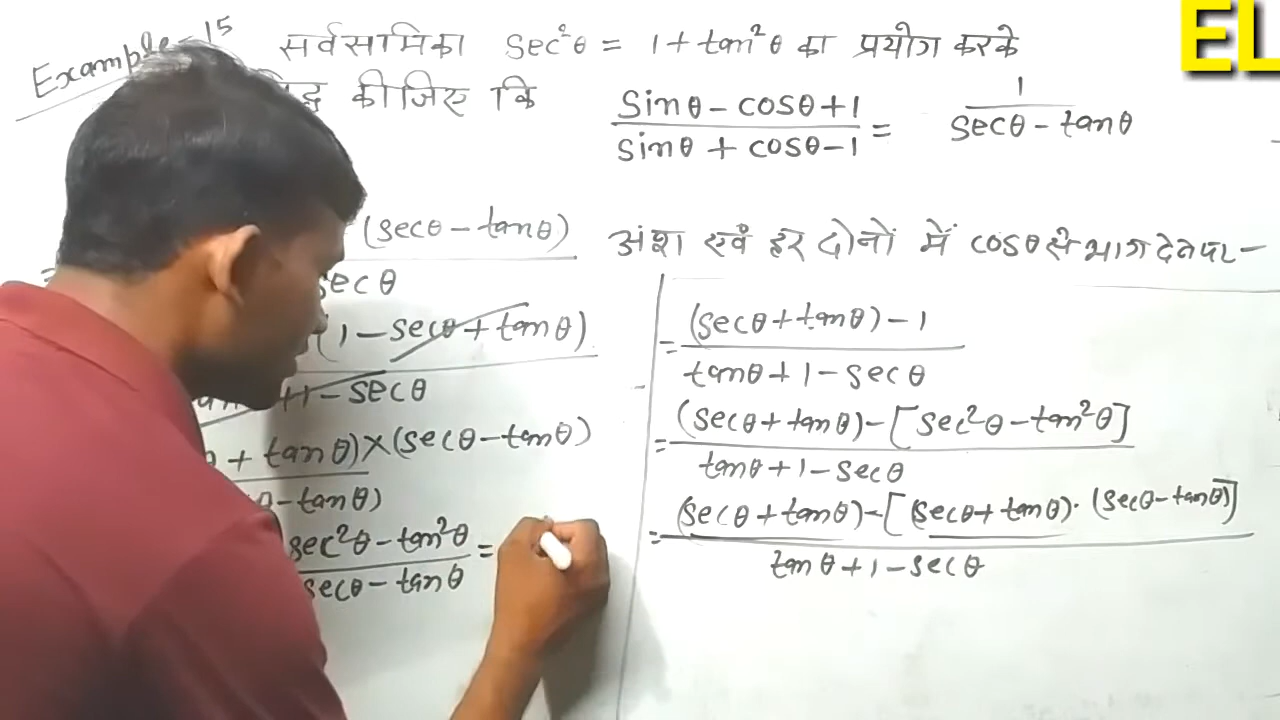 Example-15 सर्वसामिका sec²θ = 1 + tan²θ का प्रयोग करके
कीजिए कि
sinθ - cosθ + 1 / sinθ + cosθ - 1 = 1 / secθ - tanθ
EL
अंश एवं हर दोनों में cosθ से भाग देने पर -
= (secθ + tanθ) - 1 / tanθ + 1 - secθ
= (secθ + tanθ) - [sec²θ - tan²θ] / tanθ + 1 - secθ
= (secθ + tanθ) - [(secθ + tanθ)·(secθ - tanθ)] / tanθ + 1 - secθ
(secθ - tanθ) / secθ
(1 - secθ + tanθ) / + 1 - secθ
+ tanθ) × (secθ - tanθ) / - tanθ)
sec²θ - tan²θ / secθ - tanθ =